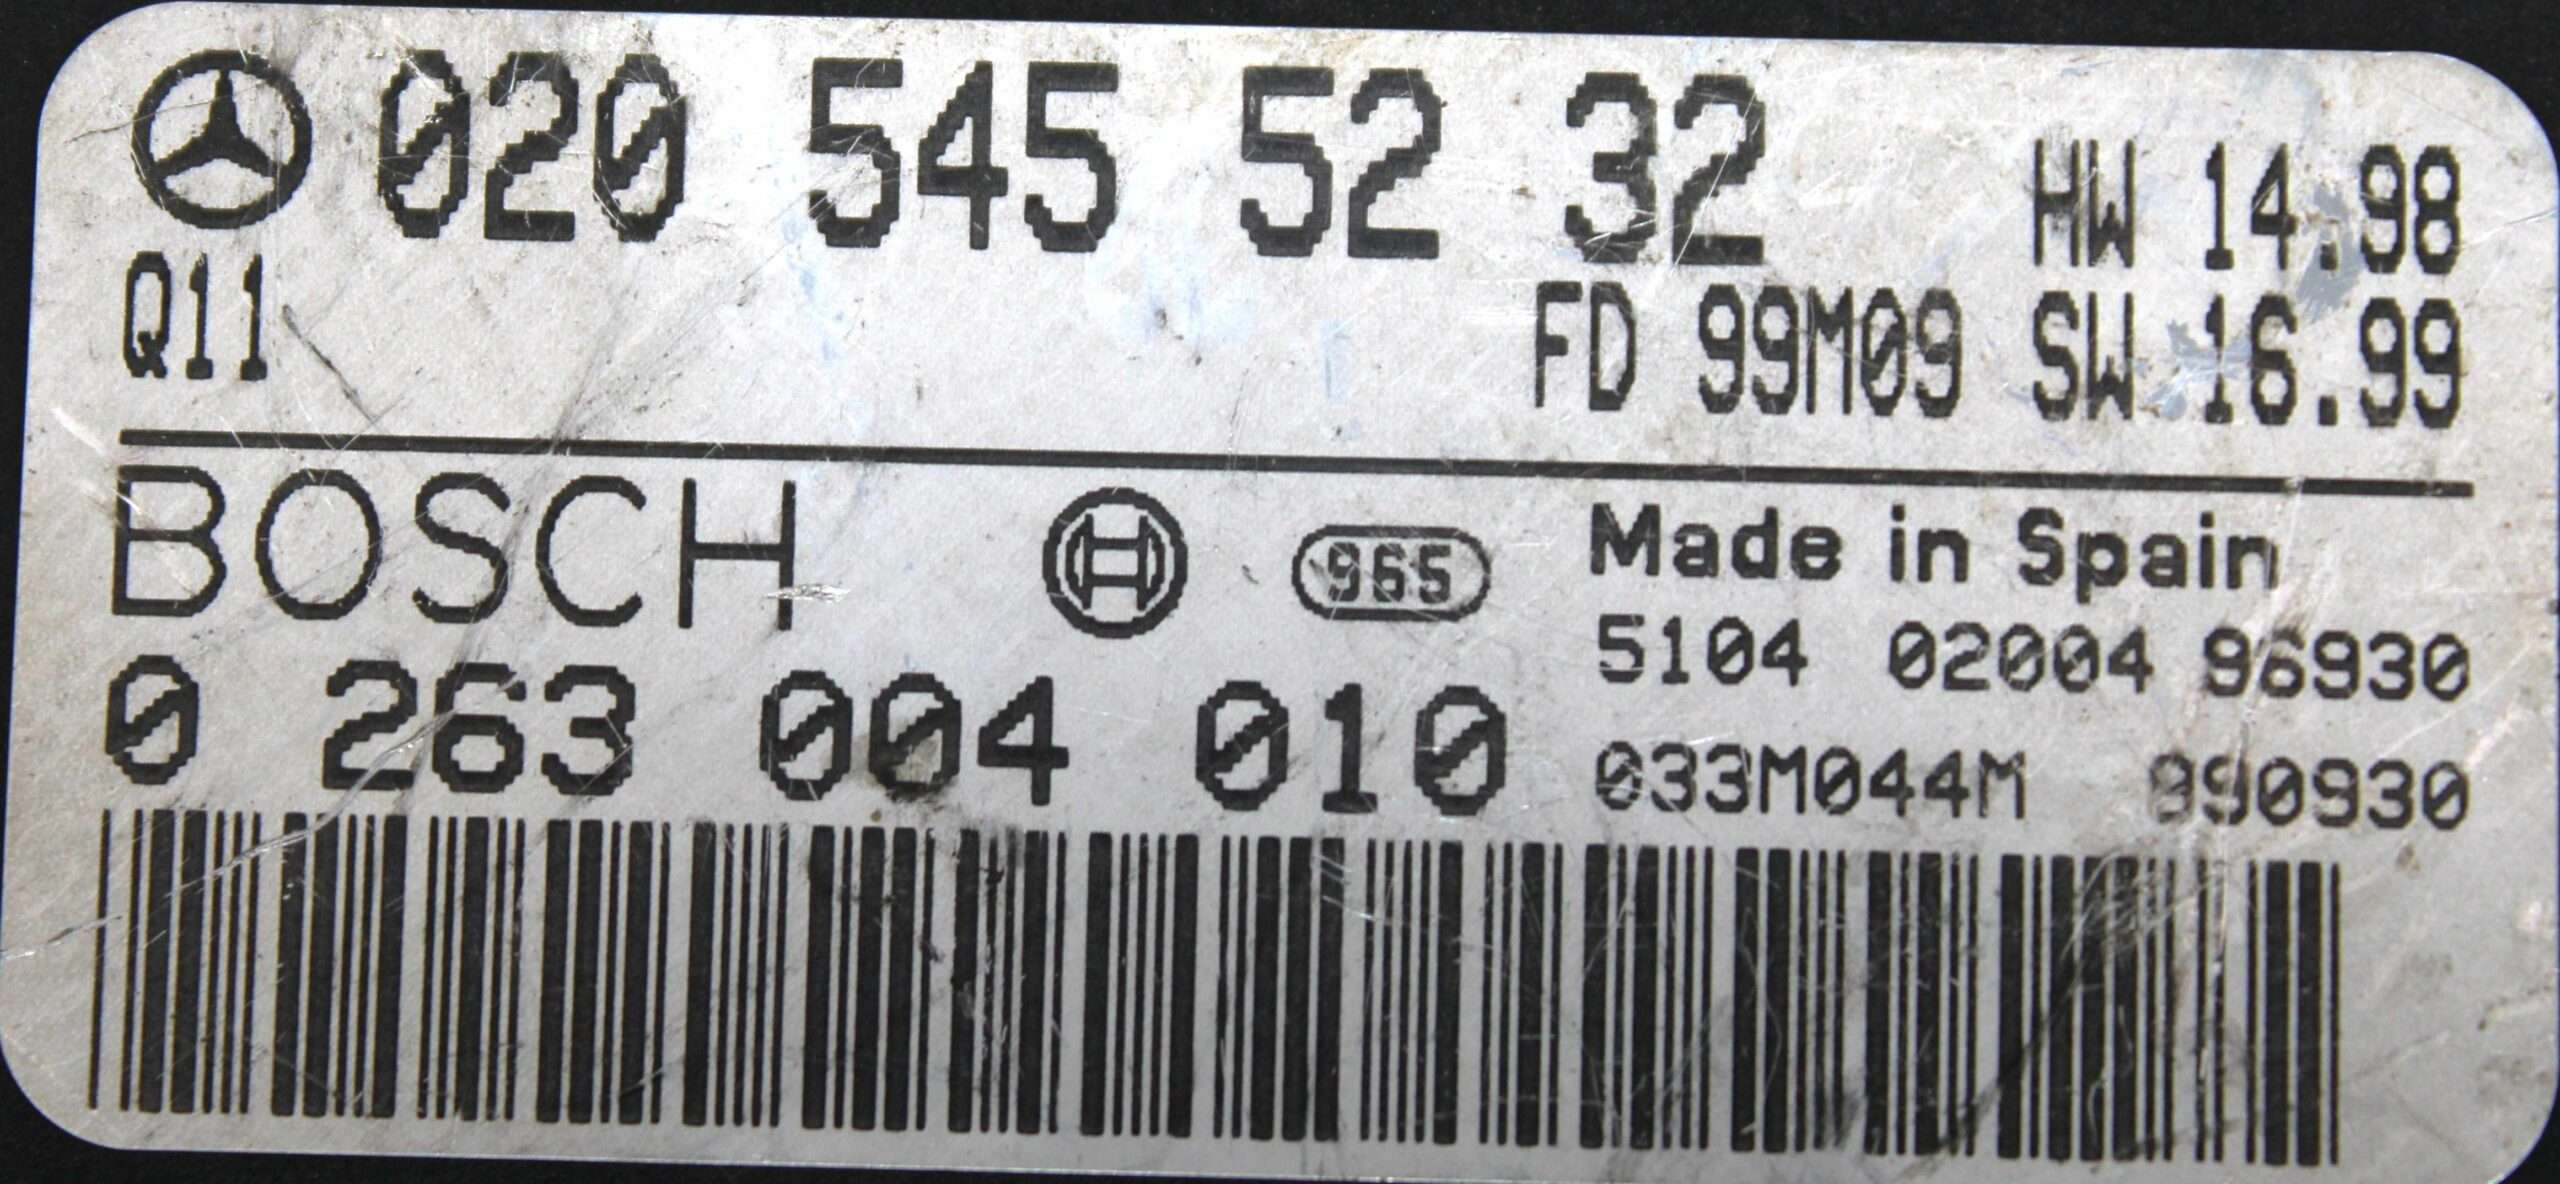 020 545 52 32 HW 14.98
Q11 FD 99M09 SW 16.99
BOSCH 965 Made in Spain
5104 02004 96930
0 263 004 010
033M044M 990930